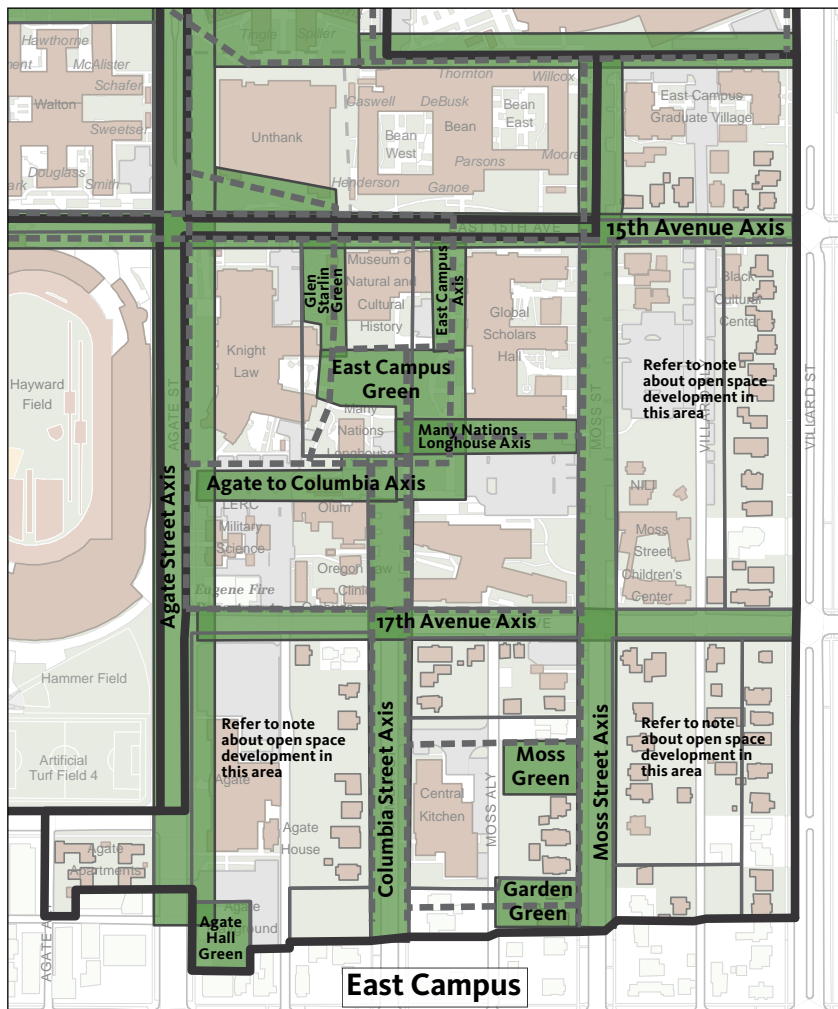 Hawthorne
McAlister
Schafer
Walton
Sweetser
Douglass
Smith
Tingle
Spiller
Unthank
Thornton
Willcox
Caswell
DeBusk
Bean
East
Bean
Bean
West
Parsons
Moore
Henderson
Ganoe
East Campus
Graduate Village
15th Avenue Axis
Glen
Starlin
Green
Museum o
Natural and
Cultural
History
East Campus
Axis
Global
Scholars
Hall
Black
Cultural
Center
Hayward
Field
AGATE ST
Knight
Law
East Campus
Green
Many
Nations
Longhouse
Many Nations
Longhouse Axis
MOSS ST
Refer to note
about open space
development in
this area
VILLARD ST
Agate to Columbia Axis
LERC
Military
Science
Olum
Agate Street Axis
Eugene Fire
Moss
Street
Children's
Center
17th Avenue Axis
Hammer Field
Artificial
Turf Field 4
Refer to note
about open space
development in
this area
Agate
Agate
House
Columbia Street Axis
Central
Kitchen
MOSS ALY
Moss
Green
Moss Street Axis
Refer to note
about open space
development in
this area
Agate
Apartments
Garden
Green
Agate
Hall
Green
East Campus